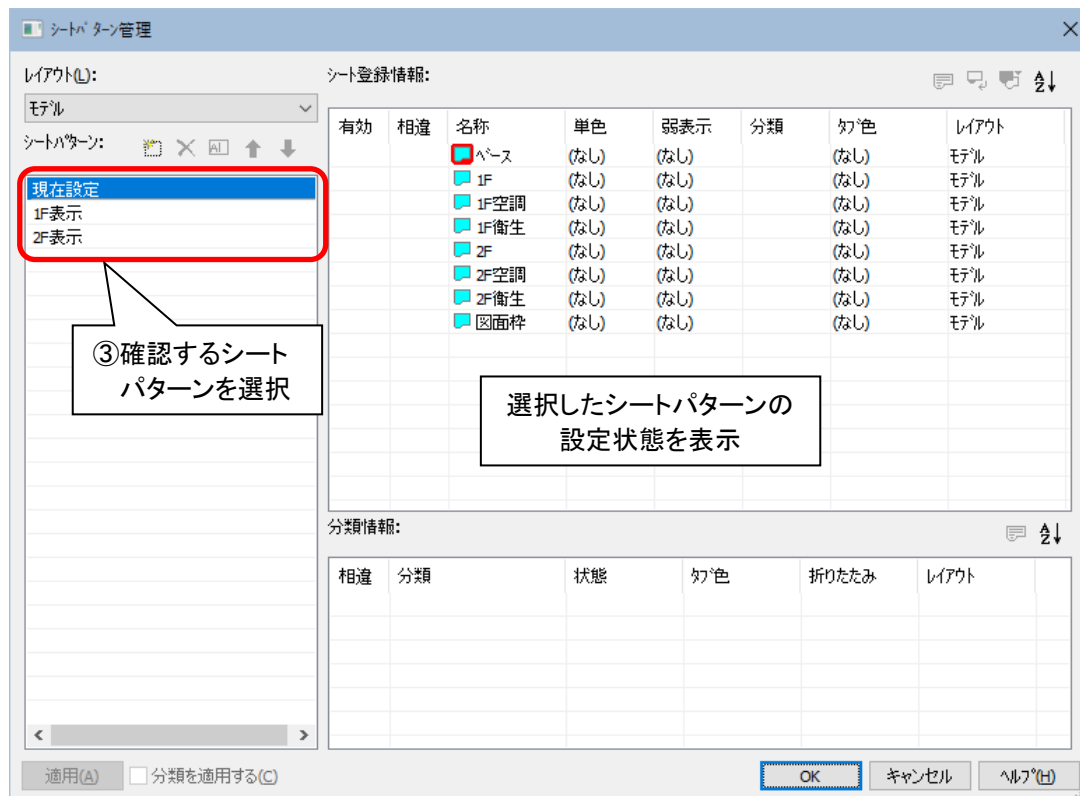 シートパターン管理
レイアウト(L):
モデル
シートパターン:
現在設定
1F表示
2F表示
③確認するシート
パターンを選択
シート登録情報:
有効 相違 名称 単色 弱表示 分類 タブ色 レイアウト
ベース (なし) (なし) (なし) モデル
1F (なし) (なし) (なし) モデル
1F空調 (なし) (なし) (なし) モデル
1F衛生 (なし) (なし) (なし) モデル
2F (なし) (なし) (なし) モデル
2F空調 (なし) (なし) (なし) モデル
2F衛生 (なし) (なし) (なし) モデル
図面枠 (なし) (なし) (なし) モデル
選択したシートパターンの
設定状態を表示
分類情報:
相違 分類 状態 タブ色 折りたたみ レイアウト
適用(A) 分類を適用する(C) OK キャンセル ヘルプ(H)